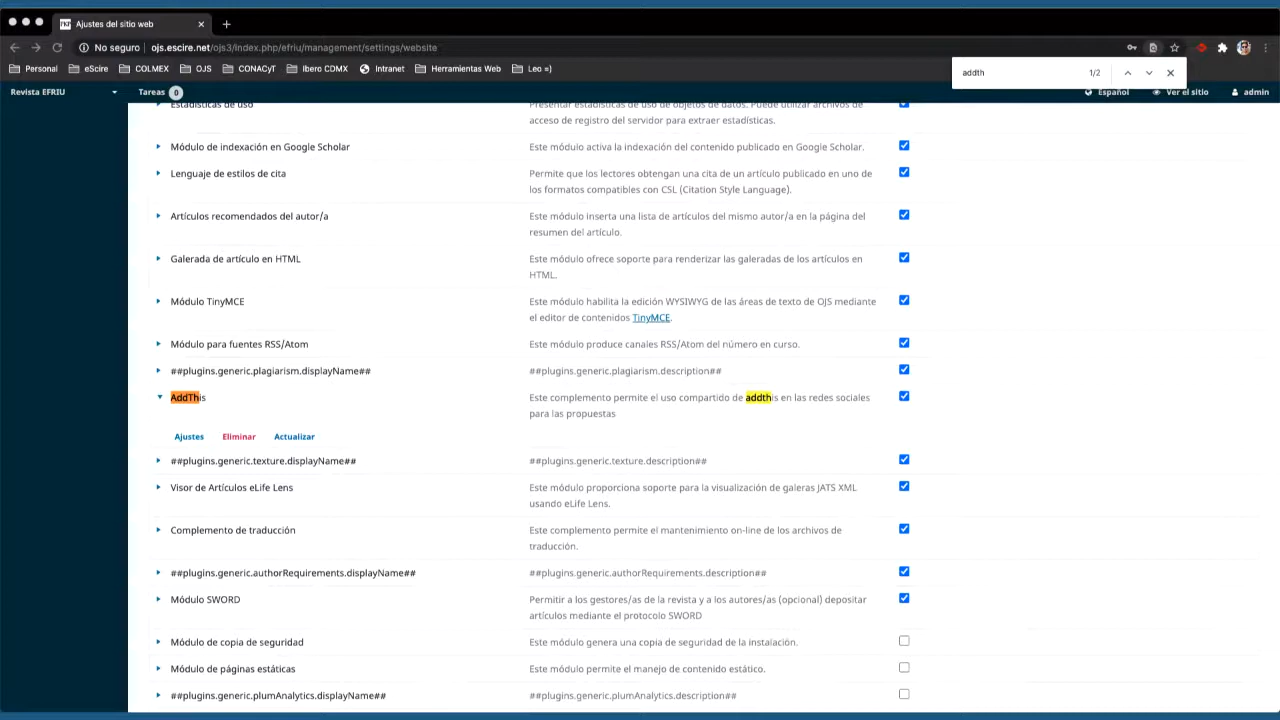 Ajustes del sitio web
No seguro
ojs.escire.net/ojs3/index.php/efriu/management/settings/website
Personal
eScire
COLMEX
OJS
CONACyT
Ibero CDMX
Intranet
Herramientas Web
Leo =)
addth
1/2
Revista EFRIU
Tareas 0
Español
Ver el sitio
admin
Estadísticas de uso
Presentar estadísticas de uso de objetos de datos. Puede utilizar archivos de
acceso de registro del servidor para extraer estadísticas.
Módulo de indexación en Google Scholar
Este módulo activa la indexación del contenido publicado en Google Scholar.
Lenguaje de estilos de cita
Permite que los lectores obtengan una cita de un artículo publicado en uno de
los formatos compatibles con CSL (Citation Style Language).
Artículos recomendados del autor/a
Este módulo inserta una lista de artículos del mismo autor/a en la página del
resumen del artículo.
Galerada de artículo en HTML
Este módulo ofrece soporte para renderizar las galeradas de los artículos en
HTML.
Módulo TinyMCE
Este módulo habilita la edición WYSIWYG de las áreas de texto de OJS mediante
el editor de contenidos TinyMCE.
Módulo para fuentes RSS/Atom
Este módulo produce canales RSS/Atom del número en curso.
##plugins.generic.plagiarism.displayName##
##plugins.generic.plagiarism.description##
AddThis
Este complemento permite el uso compartido de addthis en las redes sociales
para las propuestas
Ajustes
Eliminar
Actualizar
##plugins.generic.texture.displayName##
##plugins.generic.texture.description##
Visor de Artículos eLife Lens
Este módulo proporciona soporte para la visualización de galeras JATS XML
usando eLife Lens.
Complemento de traducción
Este complemento permite el mantenimiento on-line de los archivos de
traducción.
##plugins.generic.authorRequirements.displayName##
##plugins.generic.authorRequirements.description##
Módulo SWORD
Permitir a los gestores/as de la revista y a los autores/as (opcional) depositar
artículos mediante el protocolo SWORD
Módulo de copia de seguridad
Este módulo genera una copia de seguridad de la instalación.
Módulo de páginas estáticas
Este módulo permite el manejo de contenido estático.
##plugins.generic.plumAnalytics.displayName##
##plugins.generic.plumAnalytics.description##